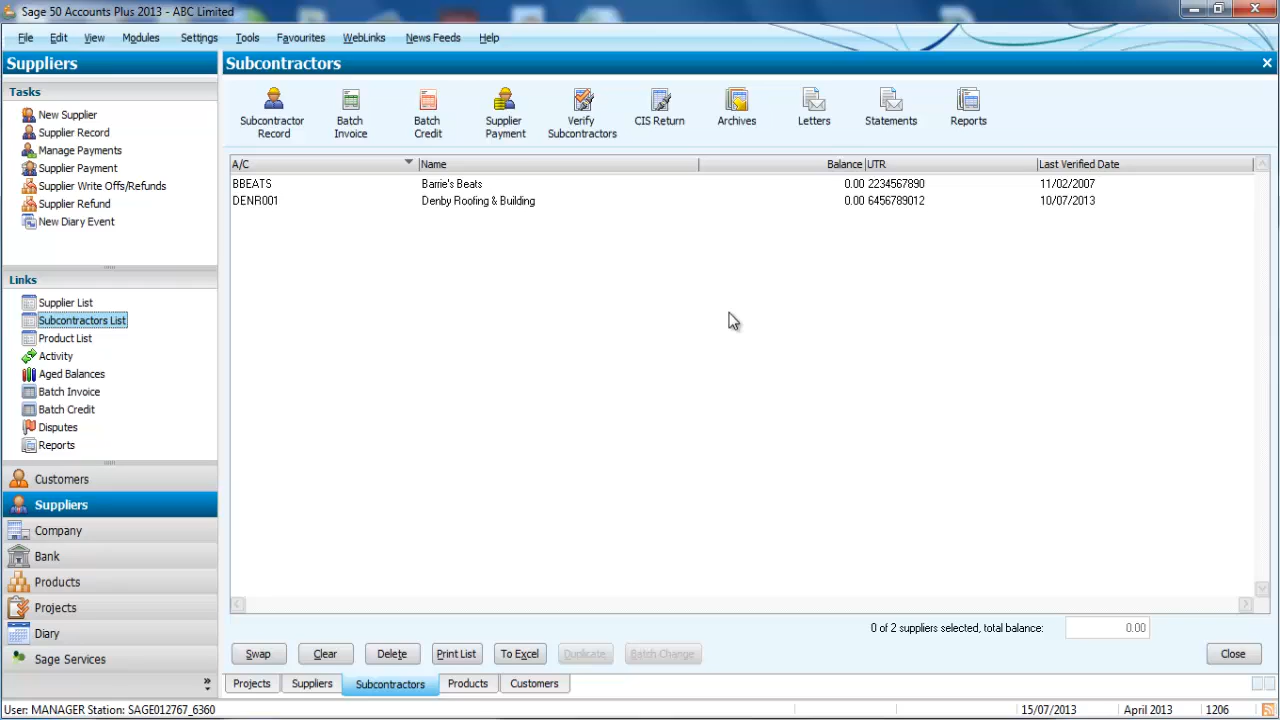 Sage 50 Accounts Plus 2013 - ABC Limited
File Edit View Modules Settings Tools Favourites WebLinks News Feeds Help
Suppliers
Subcontractors
Tasks
New Supplier
Supplier Record
Manage Payments
Supplier Payment
Supplier Write Offs/Refunds
Supplier Refund
New Diary Event
Links
Supplier List
Subcontractors List
Product List
Activity
Aged Balances
Batch Invoice
Batch Credit
Disputes
Reports
Customers
Suppliers
Company
Bank
Products
Projects
Diary
Sage Services
Subcontractor Record
Batch Invoice
Batch Credit
Supplier Payment
Verify Subcontractors
CIS Return
Archives
Letters
Statements
Reports
A/C Name Balance UTR Last Verified Date
BBEATS Barrie's Beats 0.00 2234567890 11/02/2007
DENR001 Denby Roofing & Building 0.00 6456789012 10/07/2013
0 of 2 suppliers selected, total balance: 0.00
Swap Clear Delete Print List To Excel Duplicate Batch Change Close
Projects Suppliers Subcontractors Products Customers
User: MANAGER Station: SAGE012767_6360 15/07/2013 April 2013 1206